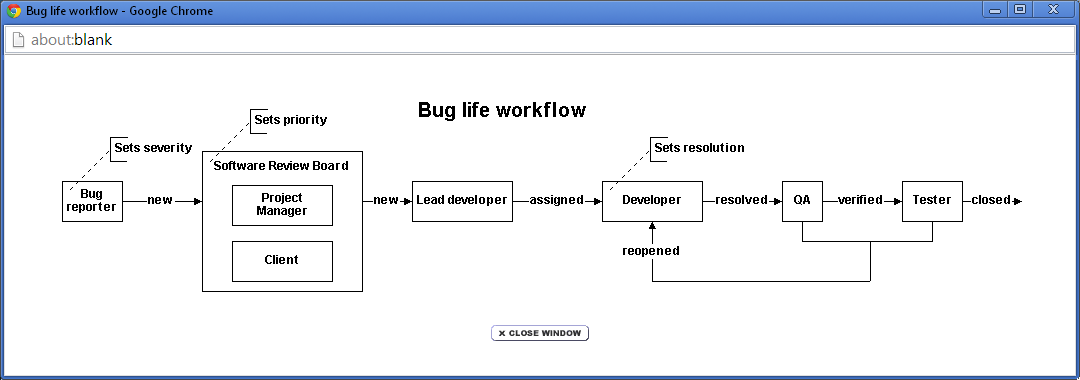 Bug life workflow - Google Chrome
about:blank
Bug life workflow
Sets priority
Sets severity
Sets resolution
Software Review Board
Bug
reporter
new
Project
Manager
Client
new
Lead developer
assigned
Developer
resolved
QA
verified
Tester
closed
reopened
× CLOSE WINDOW